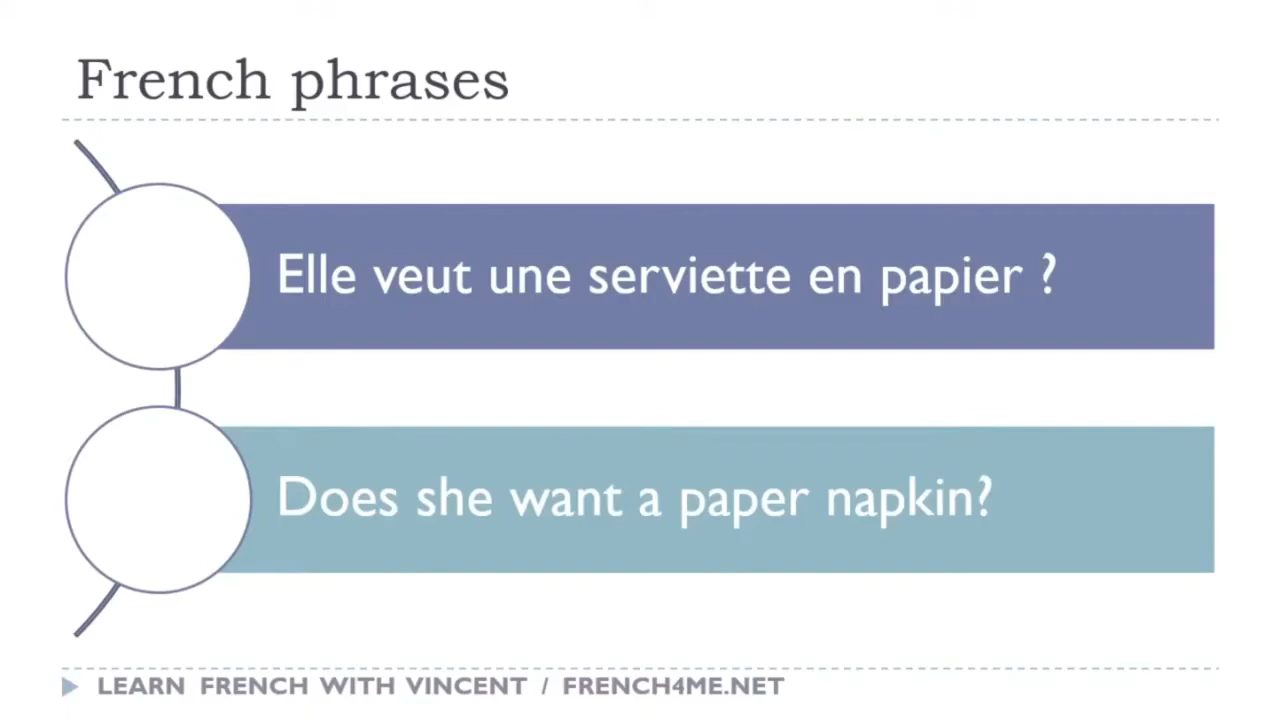 French phrases
Elle veut une serviette en papier ?
Does she want a paper napkin?
LEARN FRENCH WITH VINCENT / FRENCH4ME.NET